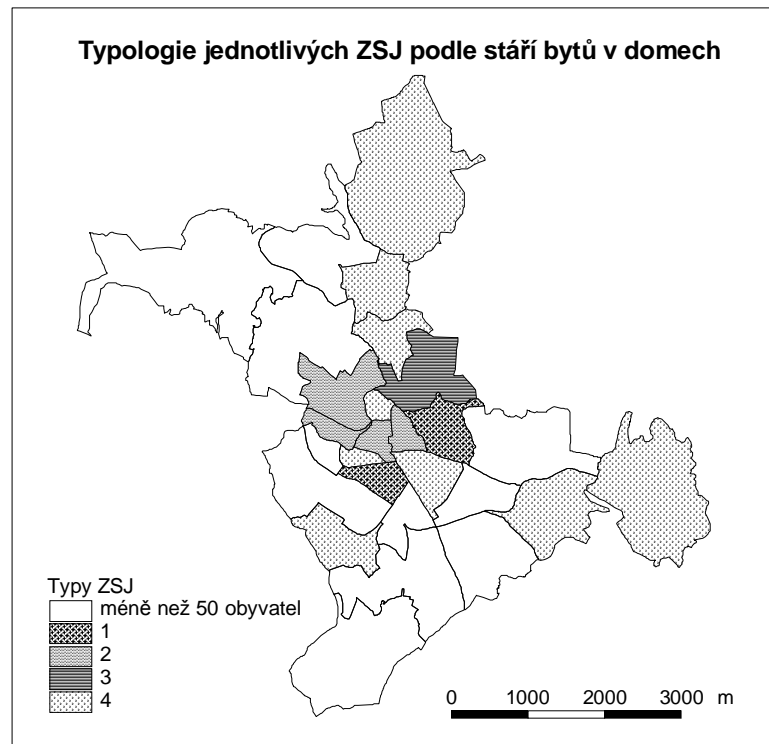 Typologie jednotlivých ZSJ podle stáří bytů v domech
Typy ZSJ
méně než 50 obyvatel
1
2
3
4
0 1000 2000 3000 m